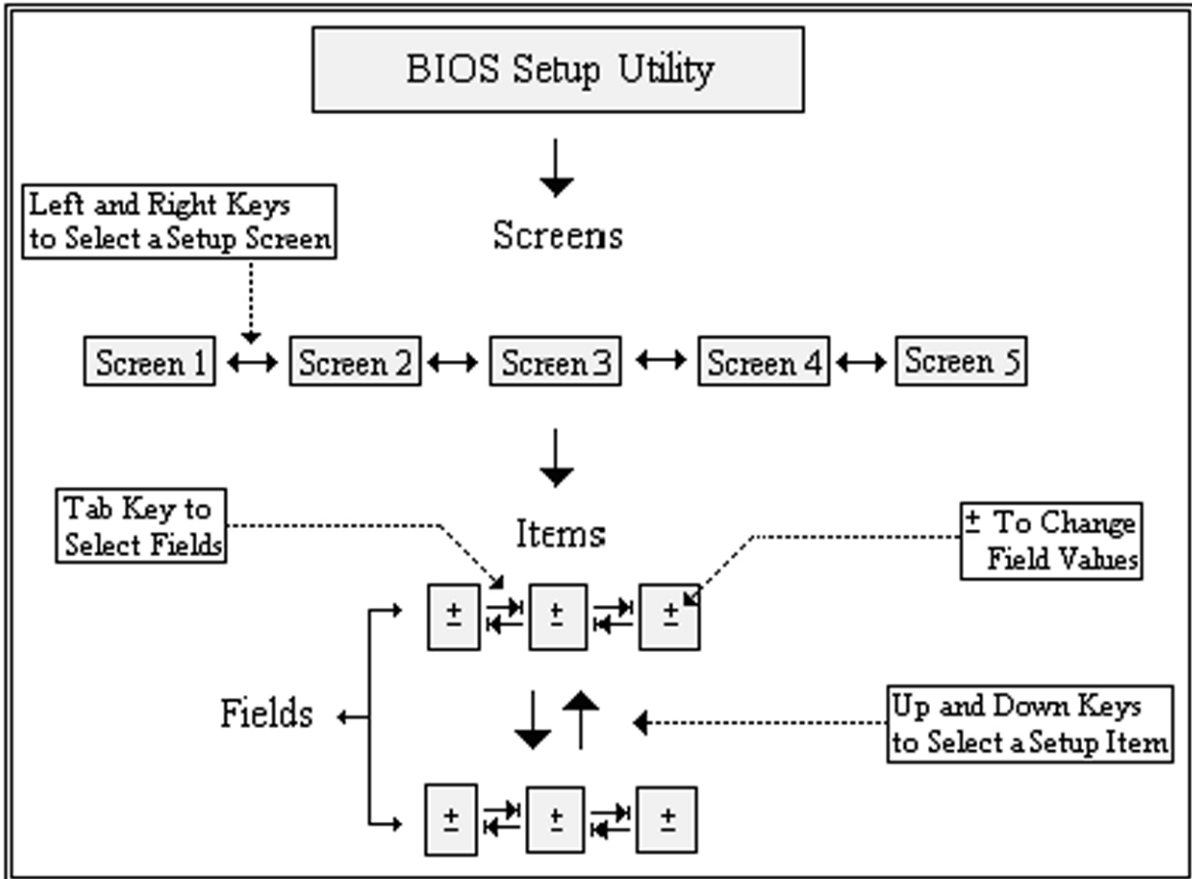 BIOS Setup Utility
Left and Right Keys
to Select a Setup Screen
Screens
Screen 1
Screen 2
Screen 3
Screen 4
Screen 5
Tab Key to
Select Fields
Items
± To Change
Field Values
±
±
±
Fields
Up and Down Keys
to Select a Setup Item
±
±
±